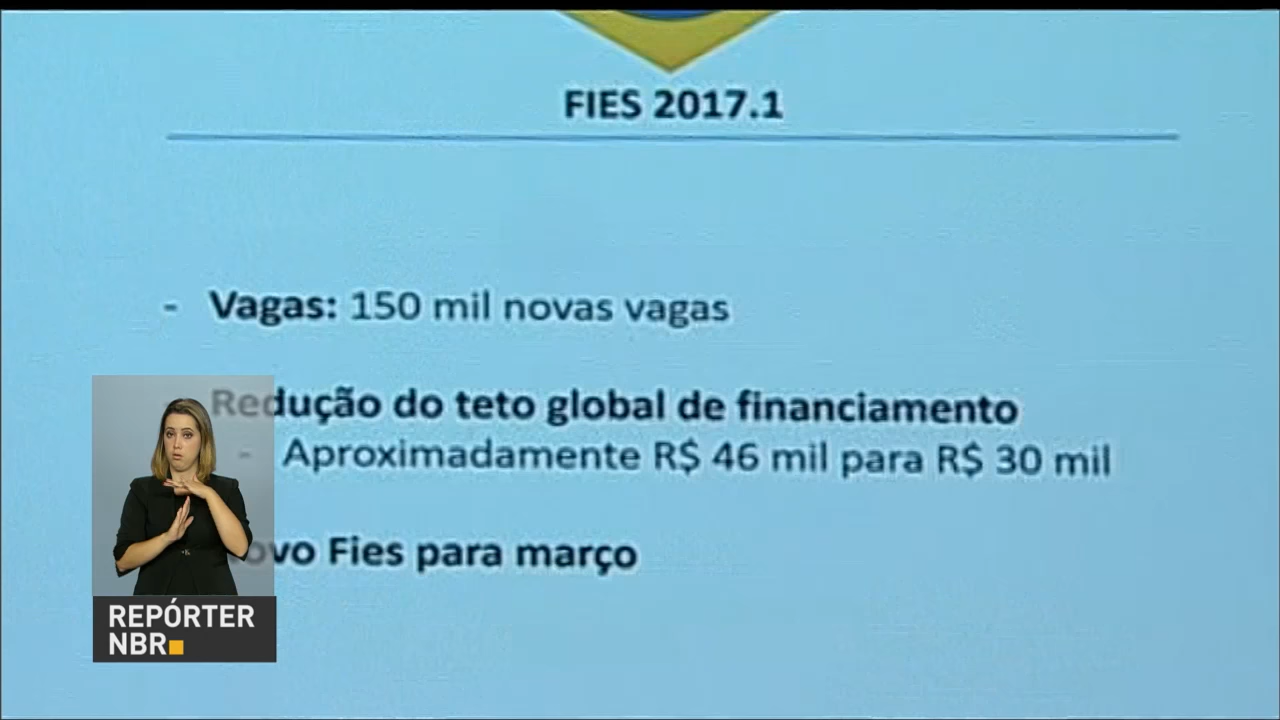 FIES 2017.1
- Vagas: 150 mil novas vagas
Redução do teto global de financiamento
- Aproximadamente R$ 46 mil para R$ 30 mil
ovo Fies para março
REPÓRTER
NBR